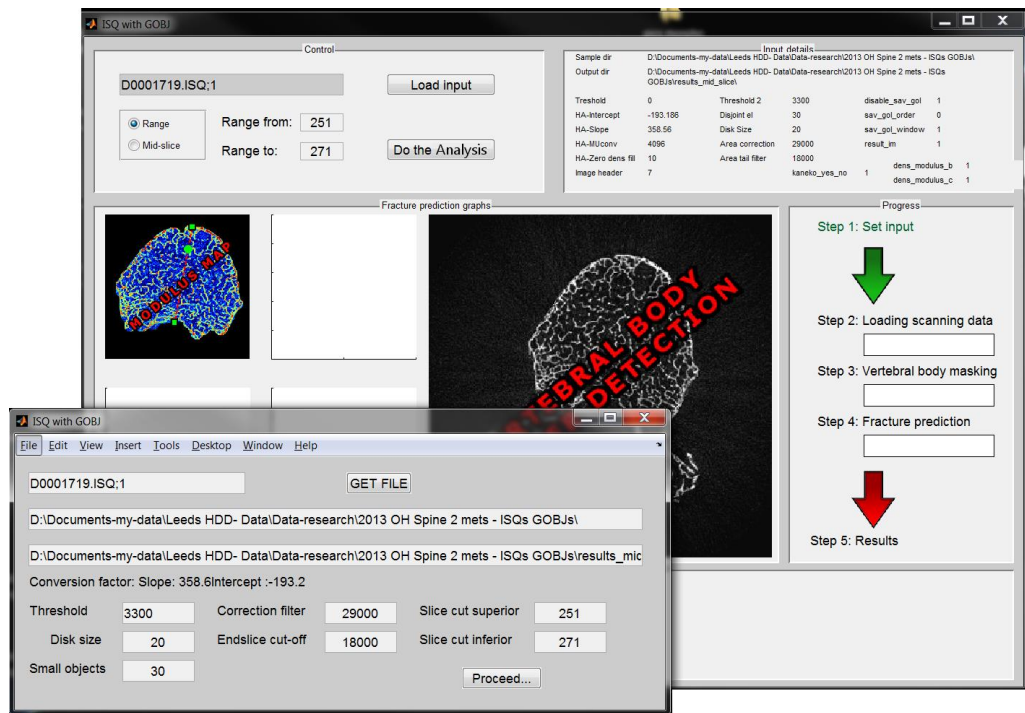 ISQ with GOBJ
Control
D0001719.ISQ;1
Load input
Range
Mid-slice
Range from: 251
Range to: 271
Do the Analysis
Input details
Sample dir D:\Documents-my-data\Leeds HDD- Data\Data-research\2013 OH Spine 2 mets - ISQs GOBJs\
Output dir D:\Documents-my-data\Leeds HDD- Data\Data-research\2013 OH Spine 2 mets - ISQs
GOBJs\results_mid_slice\
Treshold 0 Threshold 2 3300 disable_sav_gol 1
HA-Intercept -193.186 Disjoint el 30 sav_gol_order 0
HA-Slope 358.56 Disk Size 20 sav_gol_window 1
HA-MUconv 4096 Area correction 29000 result_im 1
HA-Zero dens fill 10 Area tail filter 18000 dens_modulus_b 1
Image header 7 kaneko_yes_no 1 dens_modulus_c 1
Fracture prediction graphs
MODULUS MAP
TEBRAL BODY
DETECTION
Progress
Step 1: Set input
Step 2: Loading scanning data
Step 3: Vertebral body masking
Step 4: Fracture prediction
Step 5: Results
ISQ with GOBJ
File Edit View Insert Tools Desktop Window Help
D0001719.ISQ;1
GET FILE
D:\Documents-my-data\Leeds HDD- Data\Data-research\2013 OH Spine 2 mets - ISQs GOBJs\
D:\Documents-my-data\Leeds HDD- Data\Data-research\2013 OH Spine 2 mets - ISQs GOBJs\results_mic
Conversion factor: Slope: 358.6Intercept :-193.2
Threshold 3300 Correction filter 29000 Slice cut superior 251
Disk size 20 Endslice cut-off 18000 Slice cut inferior 271
Small objects 30
Proceed...